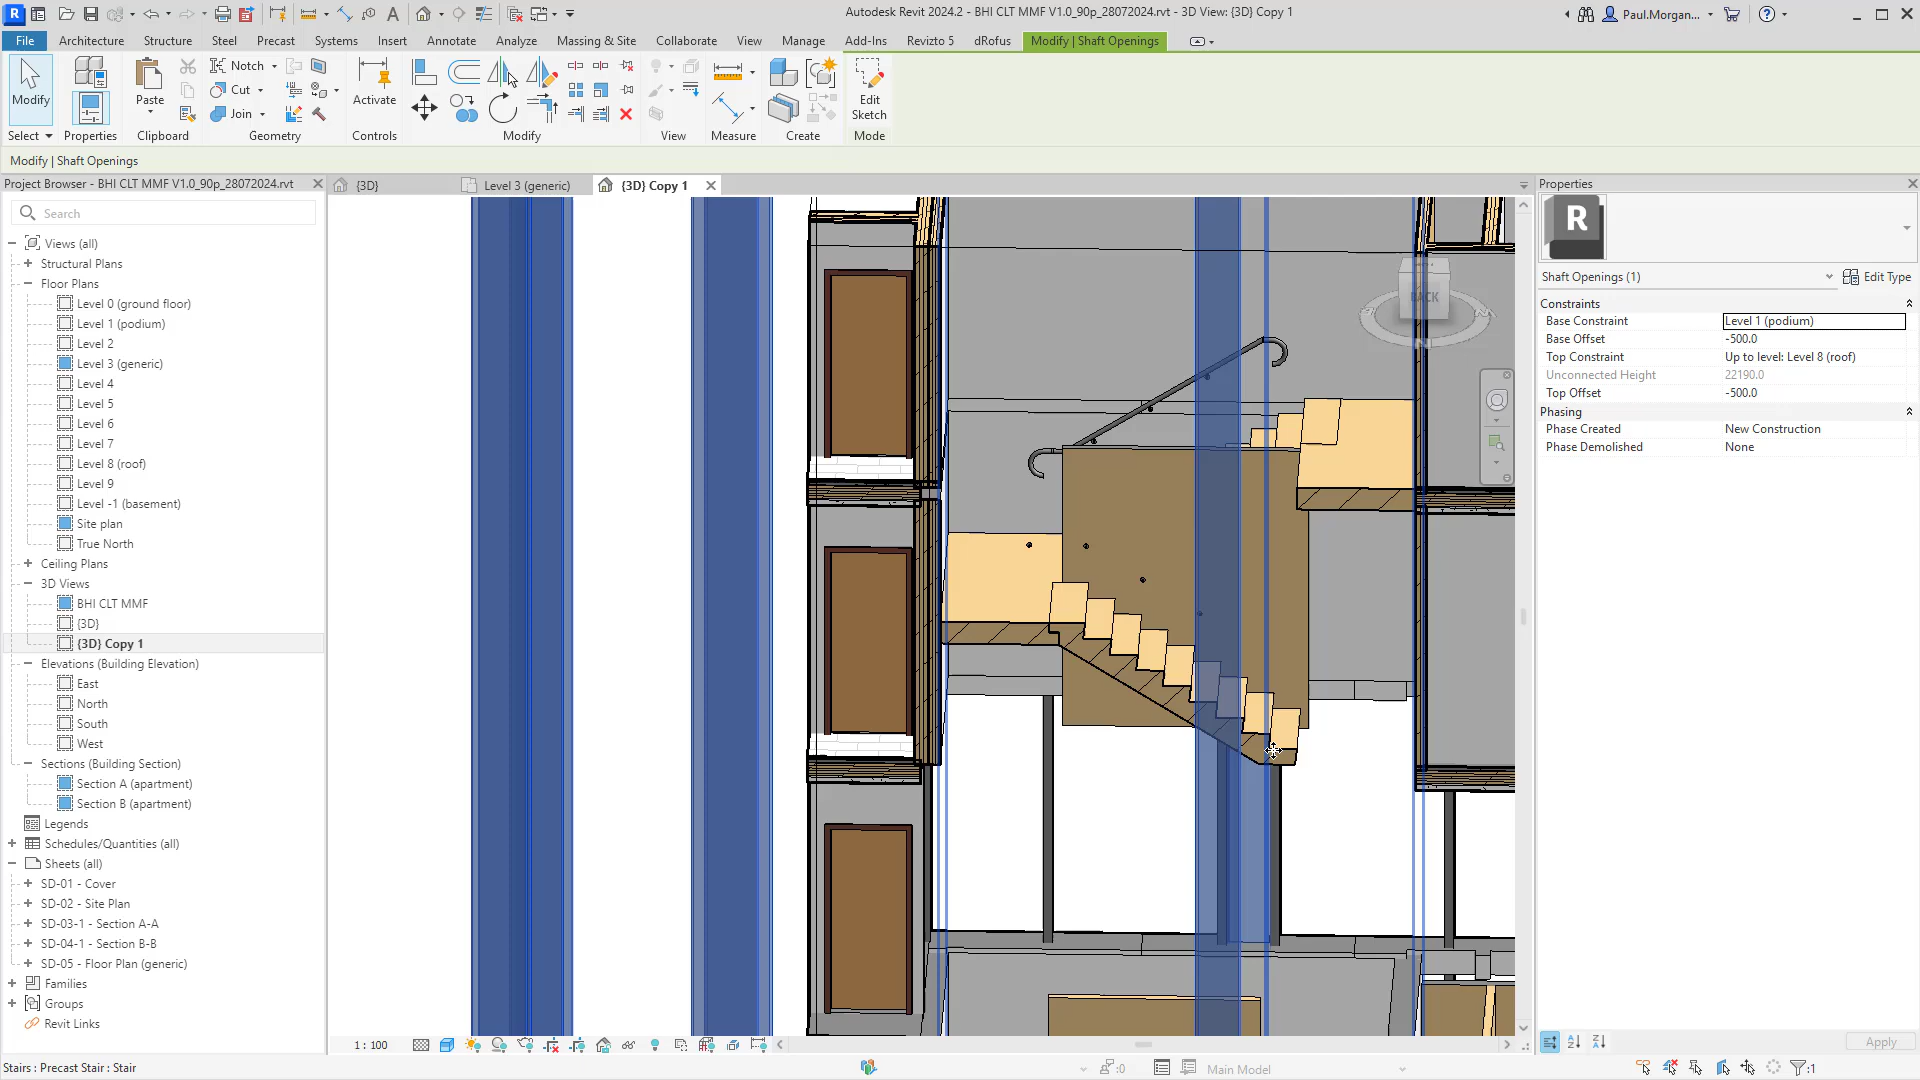 Autodesk Revit 2024.2 - BHI CLT MMF V1.0_90p_28072024.rvt - 3D View: {3D} Copy 1
Paul.Morgan...
File Architecture Structure Steel Precast Systems Insert Annotate Analyze Massing & Site Collaborate View Manage Add-Ins Revizto 5 dRofus Modify | Shaft Openings
Modify
Paste
Notch
Cut
Join
Activate
Edit
Sketch
Select Properties Clipboard Geometry Controls Modify View Measure Create Mode
Modify | Shaft Openings
Project Browser - BHI CLT MMF V1.0_90p_28072024.rvt
{3D}
Level 3 (generic)
{3D} Copy 1
Search
Views (all)
Structural Plans
Floor Plans
Level 0 (ground floor)
Level 1 (podium)
Level 2
Level 3 (generic)
Level 4
Level 5
Level 6
Level 7
Level 8 (roof)
Level 9
Level -1 (basement)
Site plan
True North
Ceiling Plans
3D Views
BHI CLT MMF
{3D}
{3D} Copy 1
Elevations (Building Elevation)
East
North
South
West
Sections (Building Section)
Section A (apartment)
Section B (apartment)
Legends
Schedules/Quantities (all)
Sheets (all)
SD-01 - Cover
SD-02 - Site Plan
SD-03-1 - Section A-A
SD-04-1 - Section B-B
SD-05 - Floor Plan (generic)
Families
Groups
Revit Links
BACK
N
Properties
R
Shaft Openings (1)
Edit Type
Constraints
Base Constraint Level 1 (podium)
Base Offset -500.0
Top Constraint Up to level: Level 8 (roof)
Unconnected Height 22190.0
Top Offset -500.0
Phasing
Phase Created New Construction
Phase Demolished None
Apply
1 : 100
Stairs : Precast Stair : Stair
:0
Main Model
:1